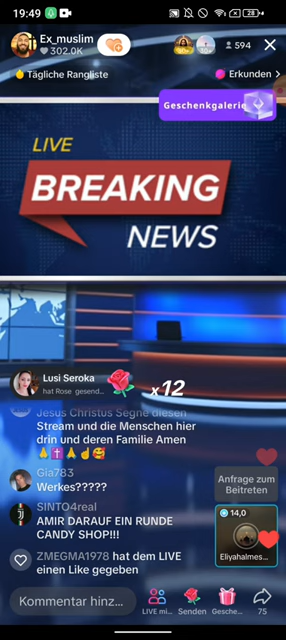 19:49
28
Ex_muslim
302.0K
594
Tägliche Rangliste
Erkunden >
Geschenkgalerie
LIVE
BREAKING
NEWS
Lusi Seroka
hat Rose gesend...
x12
Jesus Christus Segne diesen
Stream und die Menschen hier
drin und deren Familie Amen
🙏✝️🙏☝️🌹
Gia783
Werkes?????
SINTO4real
AMIR DARAUF EIN RUNDE
CANDY SHOP!!!
ZMEGMA1978 hat dem LIVE
einen Like gegeben
Anfrage zum
Beitreten
14,0
Eliyahalmes...
Kommentar hinz...
LIVE mi...
Senden
Gesche...
75